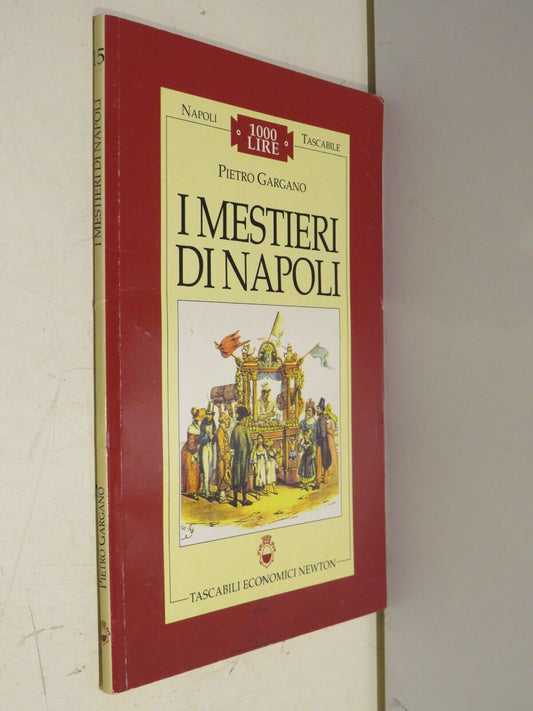 NAPOLI
1000
LIRE
TASCABILE
PIETRO GARGANO
I MESTIERI
DI NAPOLI
TASCABILI ECONOMICI NEWTON
I MESTIERI DI NAPOLI
PIETRO GARGANO